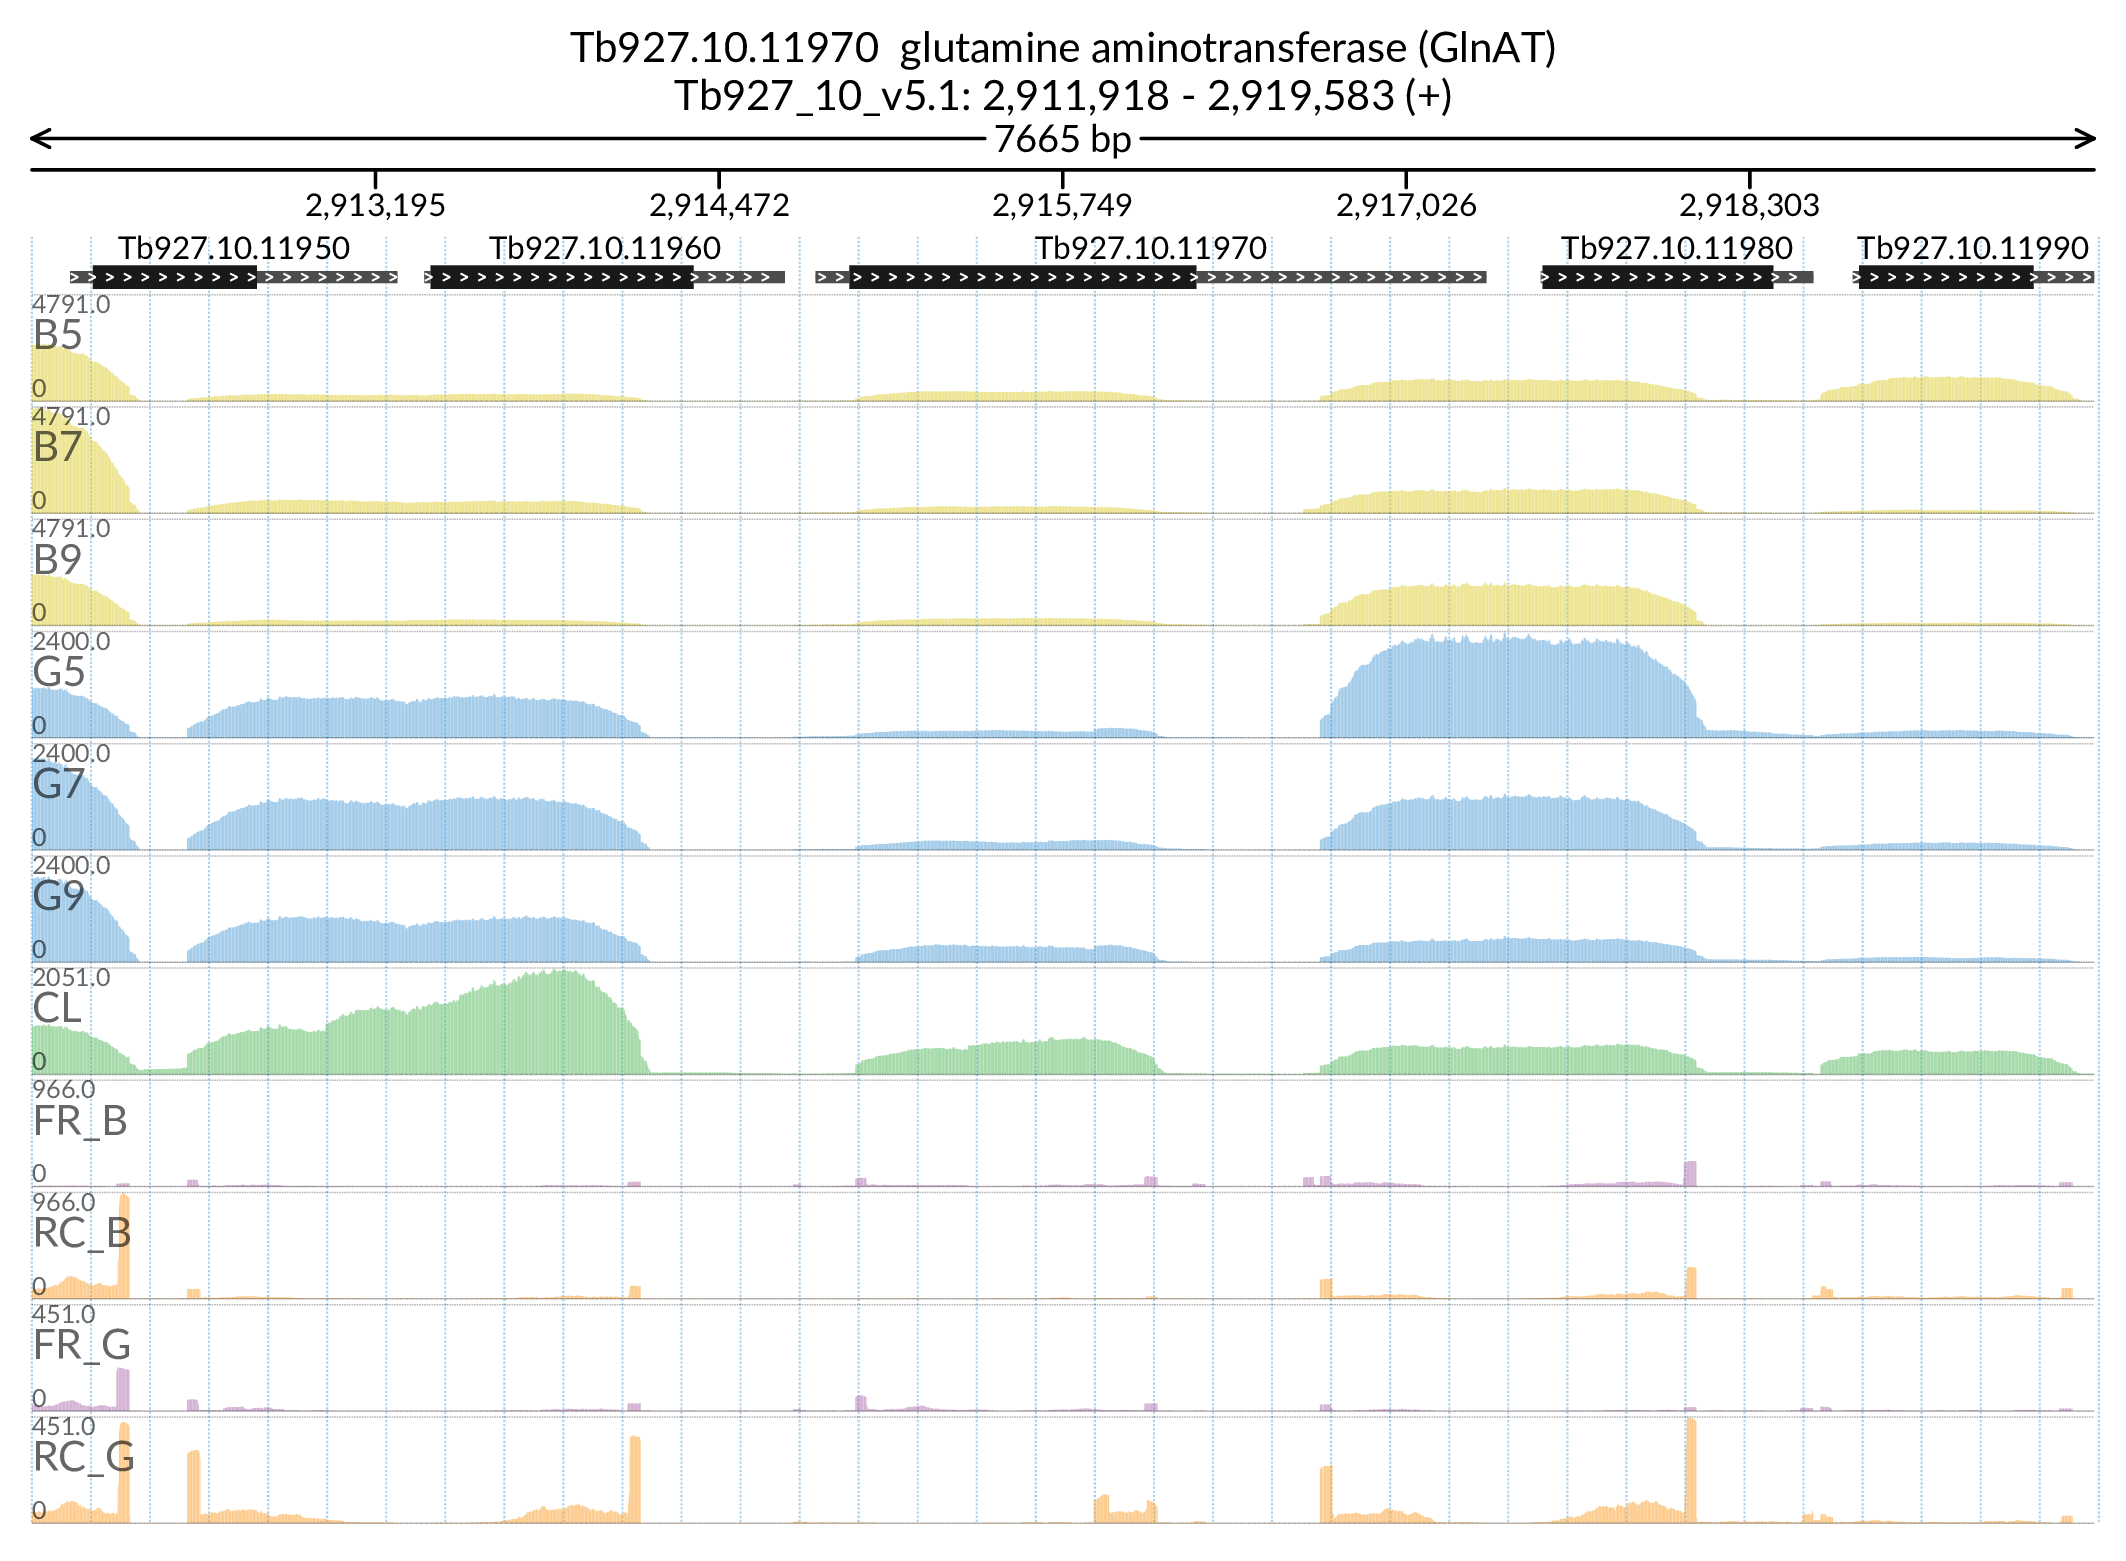 Tb927.10.11970  glutamine aminotransferase (GlnAT)
Tb927_10_v5.1: 2,911,918 - 2,919,583 (+)
7665 bp
2,913,195 2,914,472 2,915,749 2,917,026 2,918,303
Tb927.10.11950 Tb927.10.11960 Tb927.10.11970 Tb927.10.11980 Tb927.10.11990
4791.0
B5
0
4791.0
B7
0
4791.0
B9
0
2400.0
G5
0
2400.0
G7
0
2400.0
G9
0
2051.0
CL
0
966.0
FR_B
0
966.0
RC_B
0
451.0
FR_G
0
451.0
RC_G
0